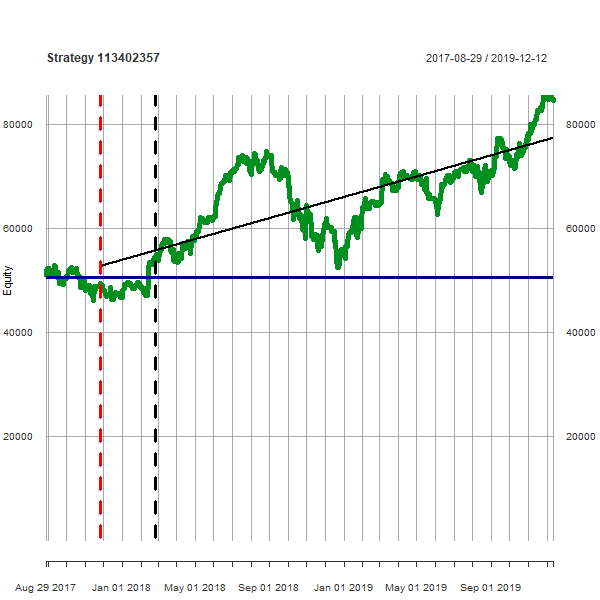 Strategy 113402357
2017-08-29 / 2019-12-12
80000
80000
60000
60000
Equity
40000
40000
20000
20000
Aug 29 2017
Jan 01 2018
May 01 2018
Sep 01 2018
Jan 01 2019
May 01 2019
Sep 01 2019